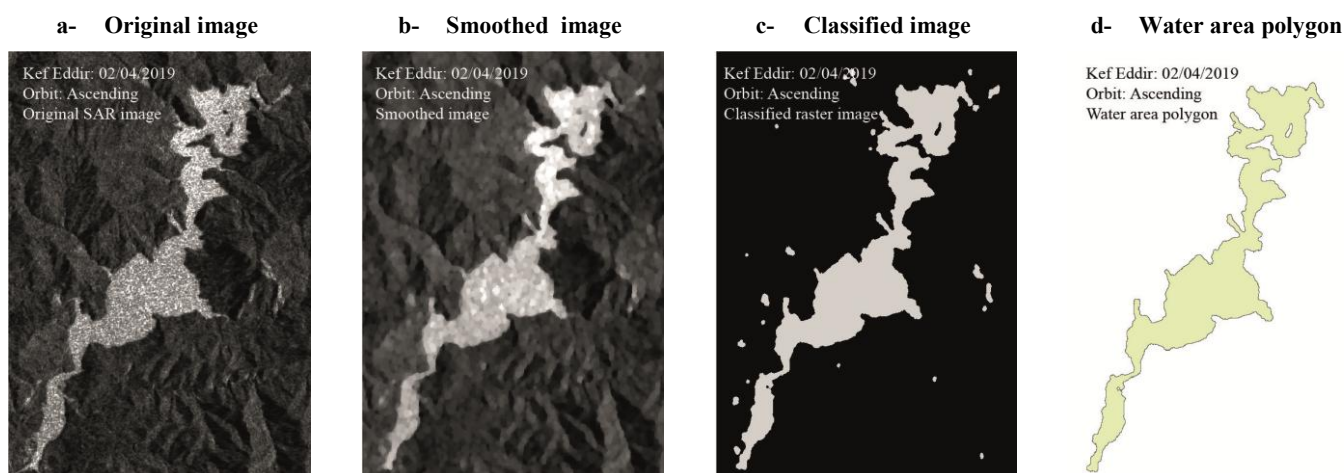 a- Original image
b- Smoothed image
c- Classified image
d- Water area polygon
Kef Eddir: 02/04/2019
Orbit: Ascending
Original SAR image
Kef Eddir: 02/04/2019
Orbit: Ascending
Smoothed image
Kef Eddir: 02/04/2019
Orbit: Ascending
Classified raster image
Kef Eddir: 02/04/2019
Orbit: Ascending
Water area polygon